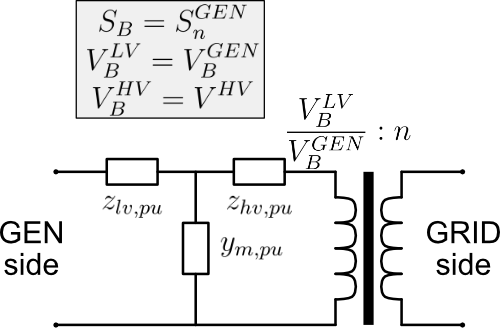 S_B = S_n^{GEN}
V_B^{LV} = V_B^{GEN}
V_B^{HV} = V^{HV}
\frac{V_B^{LV}}{V_B^{GEN}} : n
z_{lv,pu}
z_{hv,pu}
y_{m,pu}
GEN
side
GRID
side